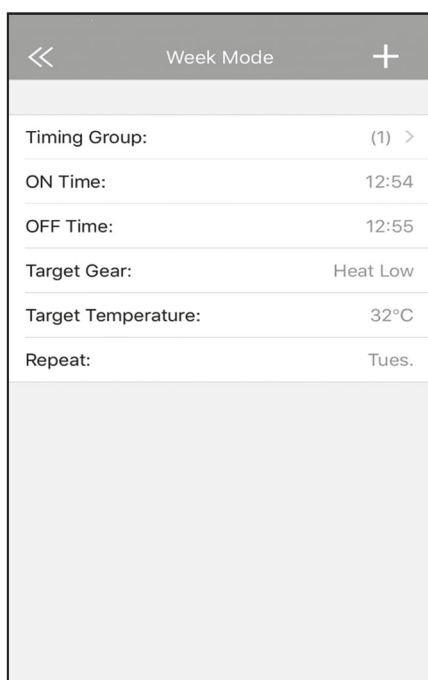 Week Mode
Timing Group: (1)
ON Time: 12:54
OFF Time: 12:55
Target Gear: Heat Low
Target Temperature: 32°C
Repeat: Tues.